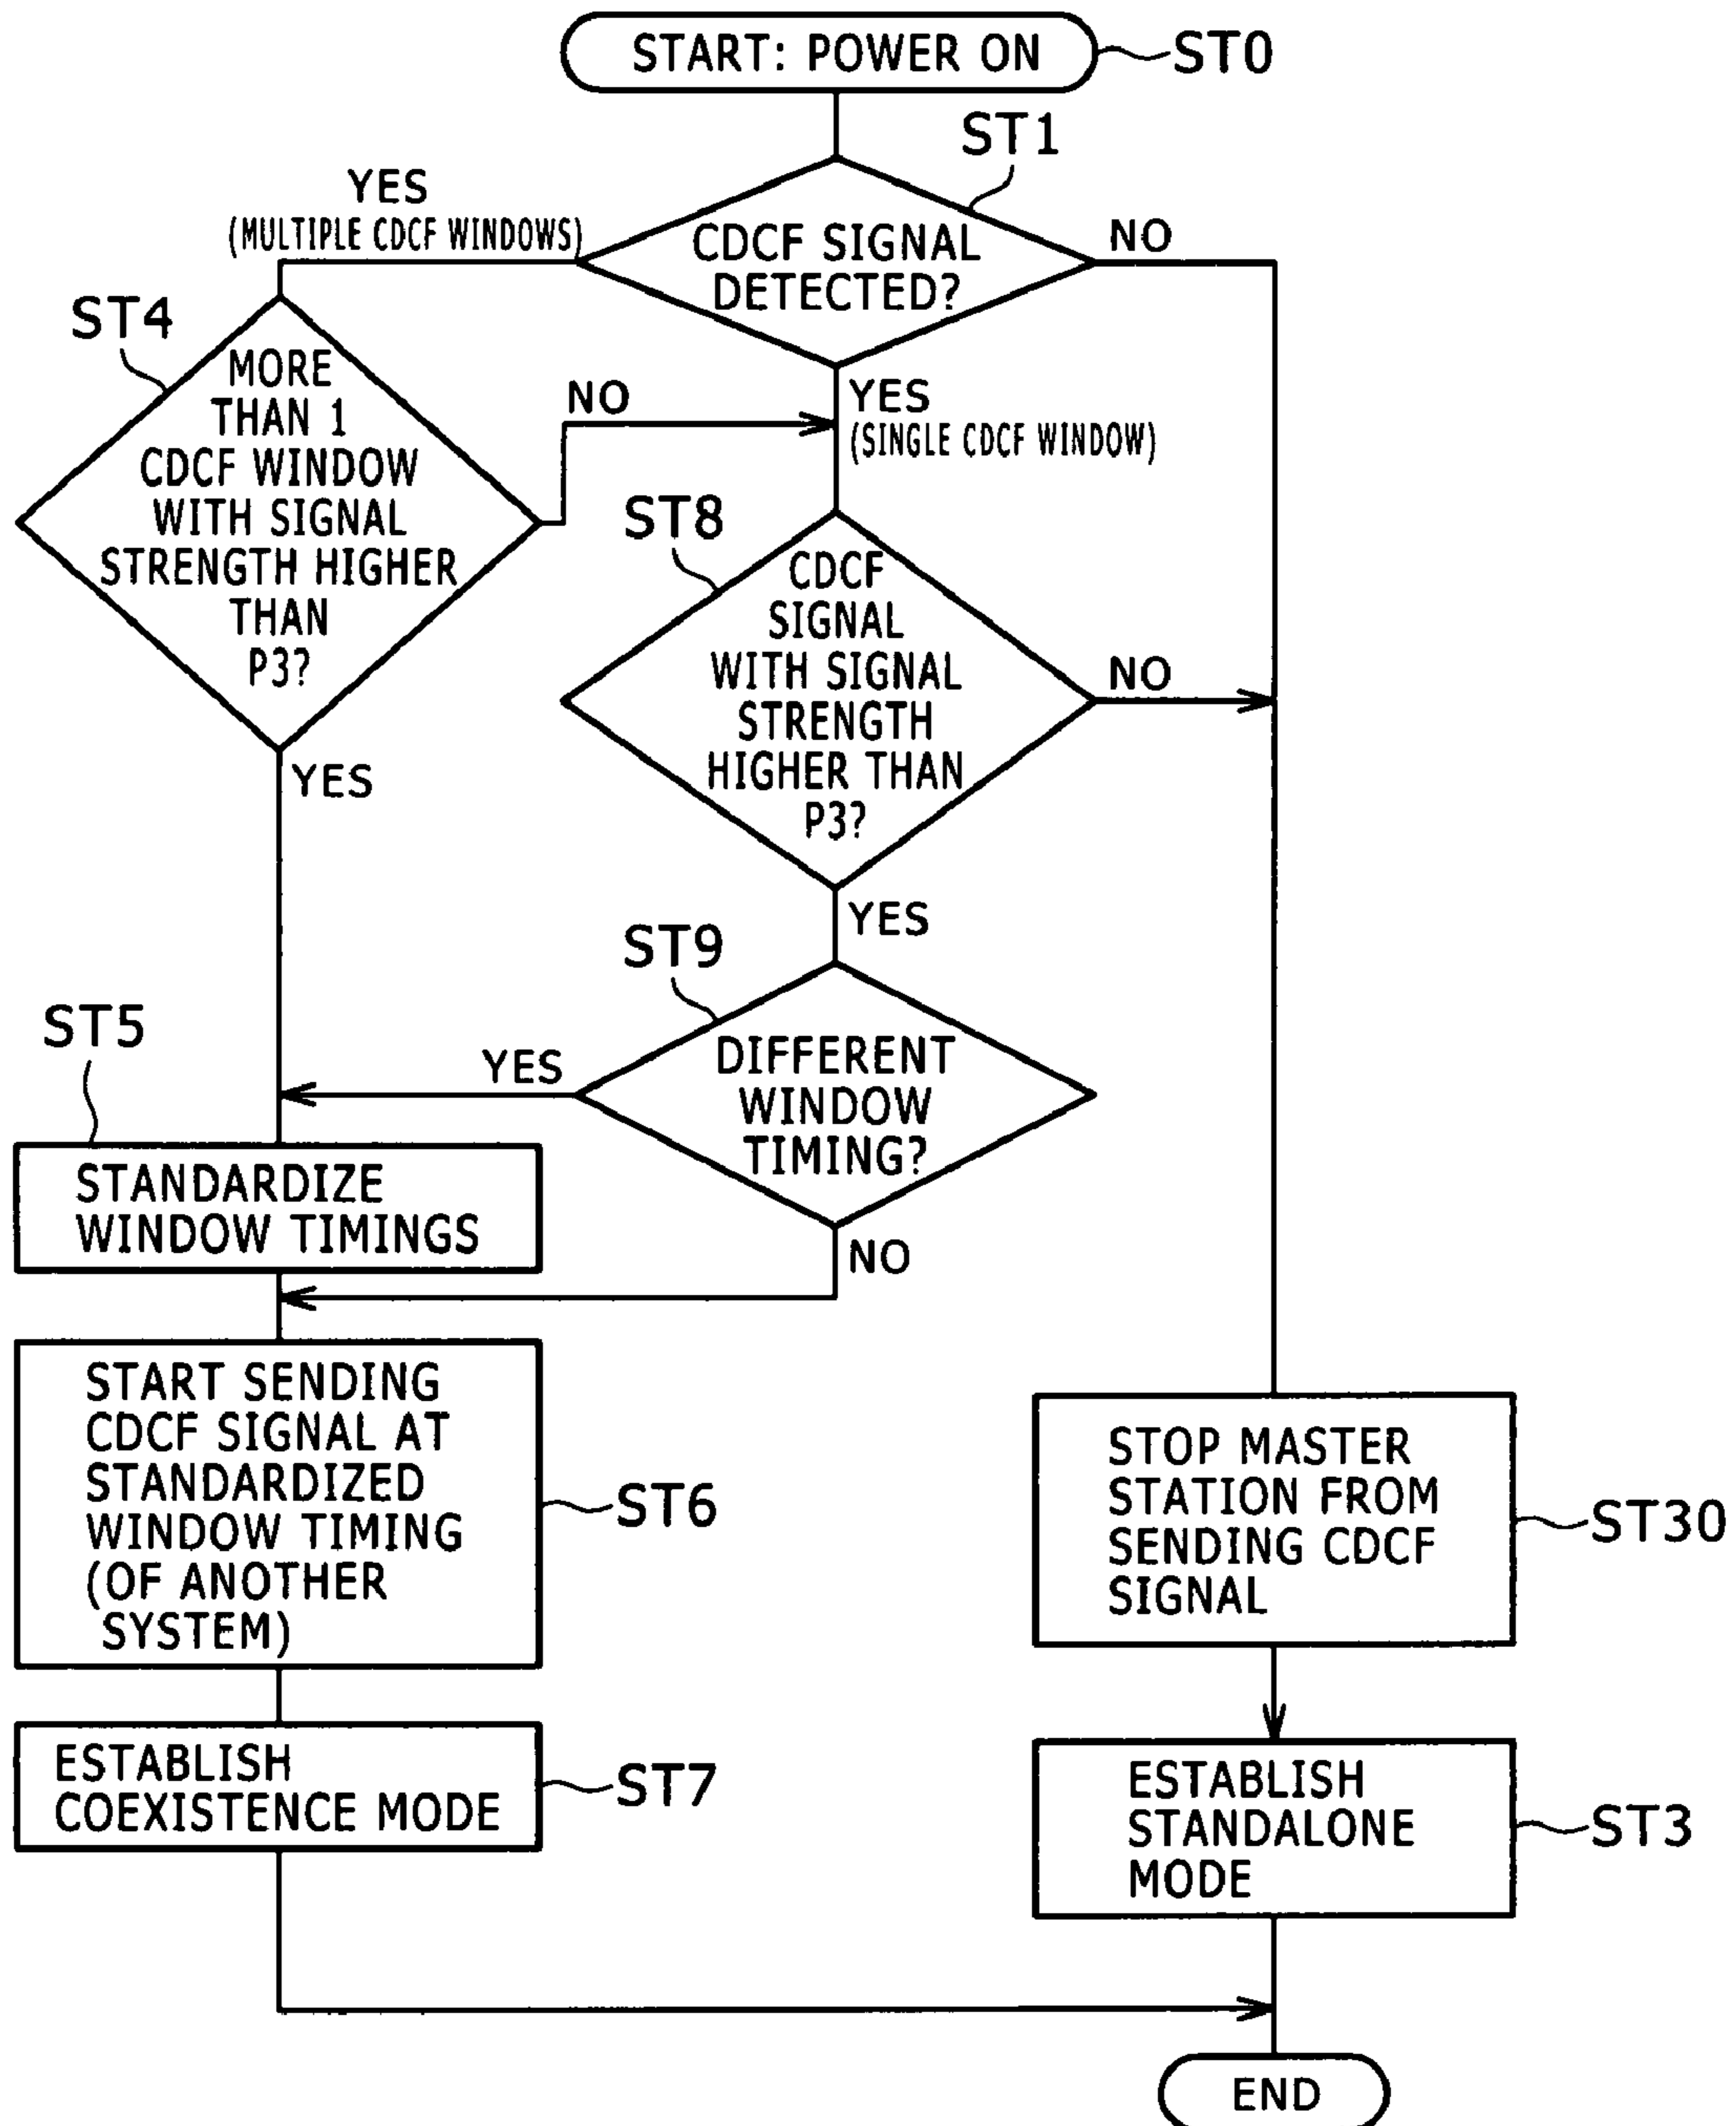 START: POWER ON
ST0
ST1
YES
(MULTIPLE CDCF WINDOWS)
CDCF SIGNAL
DETECTED?
NO
ST4
MORE
THAN 1
CDCF WINDOW
WITH SIGNAL
STRENGTH HIGHER
THAN
P3?
NO
YES
(SINGLE CDCF WINDOW)
ST8
CDCF
SIGNAL
WITH SIGNAL
STRENGTH
HIGHER THAN
P3?
NO
YES
YES
ST9
DIFFERENT
WINDOW
TIMING?
YES
NO
ST5
STANDARDIZE
WINDOW TIMINGS
START SENDING
CDCF SIGNAL AT
STANDARDIZED
WINDOW TIMING
(OF ANOTHER
SYSTEM)
ST6
STOP MASTER
STATION FROM
SENDING CDCF
SIGNAL
ST30
ESTABLISH
COEXISTENCE MODE
ST7
ESTABLISH
STANDALONE
MODE
ST3
END